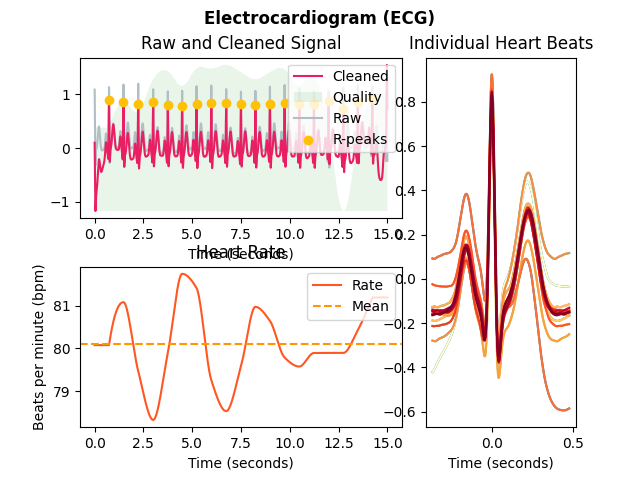 Electrocardiogram (ECG)
Raw and Cleaned Signal
1
0
−1
0.0 2.5 5.0 7.5 10.0 12.5 15.0
Time (seconds)
Cleaned
Quality
Raw
R-peaks
Heart Rate
Beats per minute (bpm)
81
80
79
0.0 2.5 5.0 7.5 10.0 12.5 15.0
Time (seconds)
Rate
Mean
Individual Heart Beats
0.8
0.6
0.4
0.2
0.0
−0.2
−0.4
−0.6
0.0 0.5
Time (seconds)